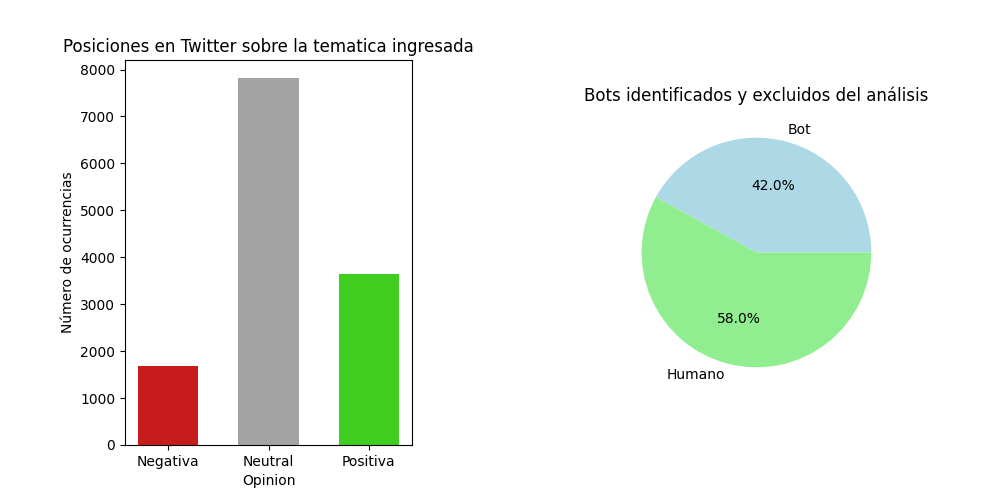 Posiciones en Twitter sobre la tematica ingresada
Número de ocurrencias
8000
7000
6000
5000
4000
3000
2000
1000
0
Negativa
Neutral
Positiva
Opinion
Bots identificados y excluidos del análisis
Bot
42.0%
58.0%
Humano